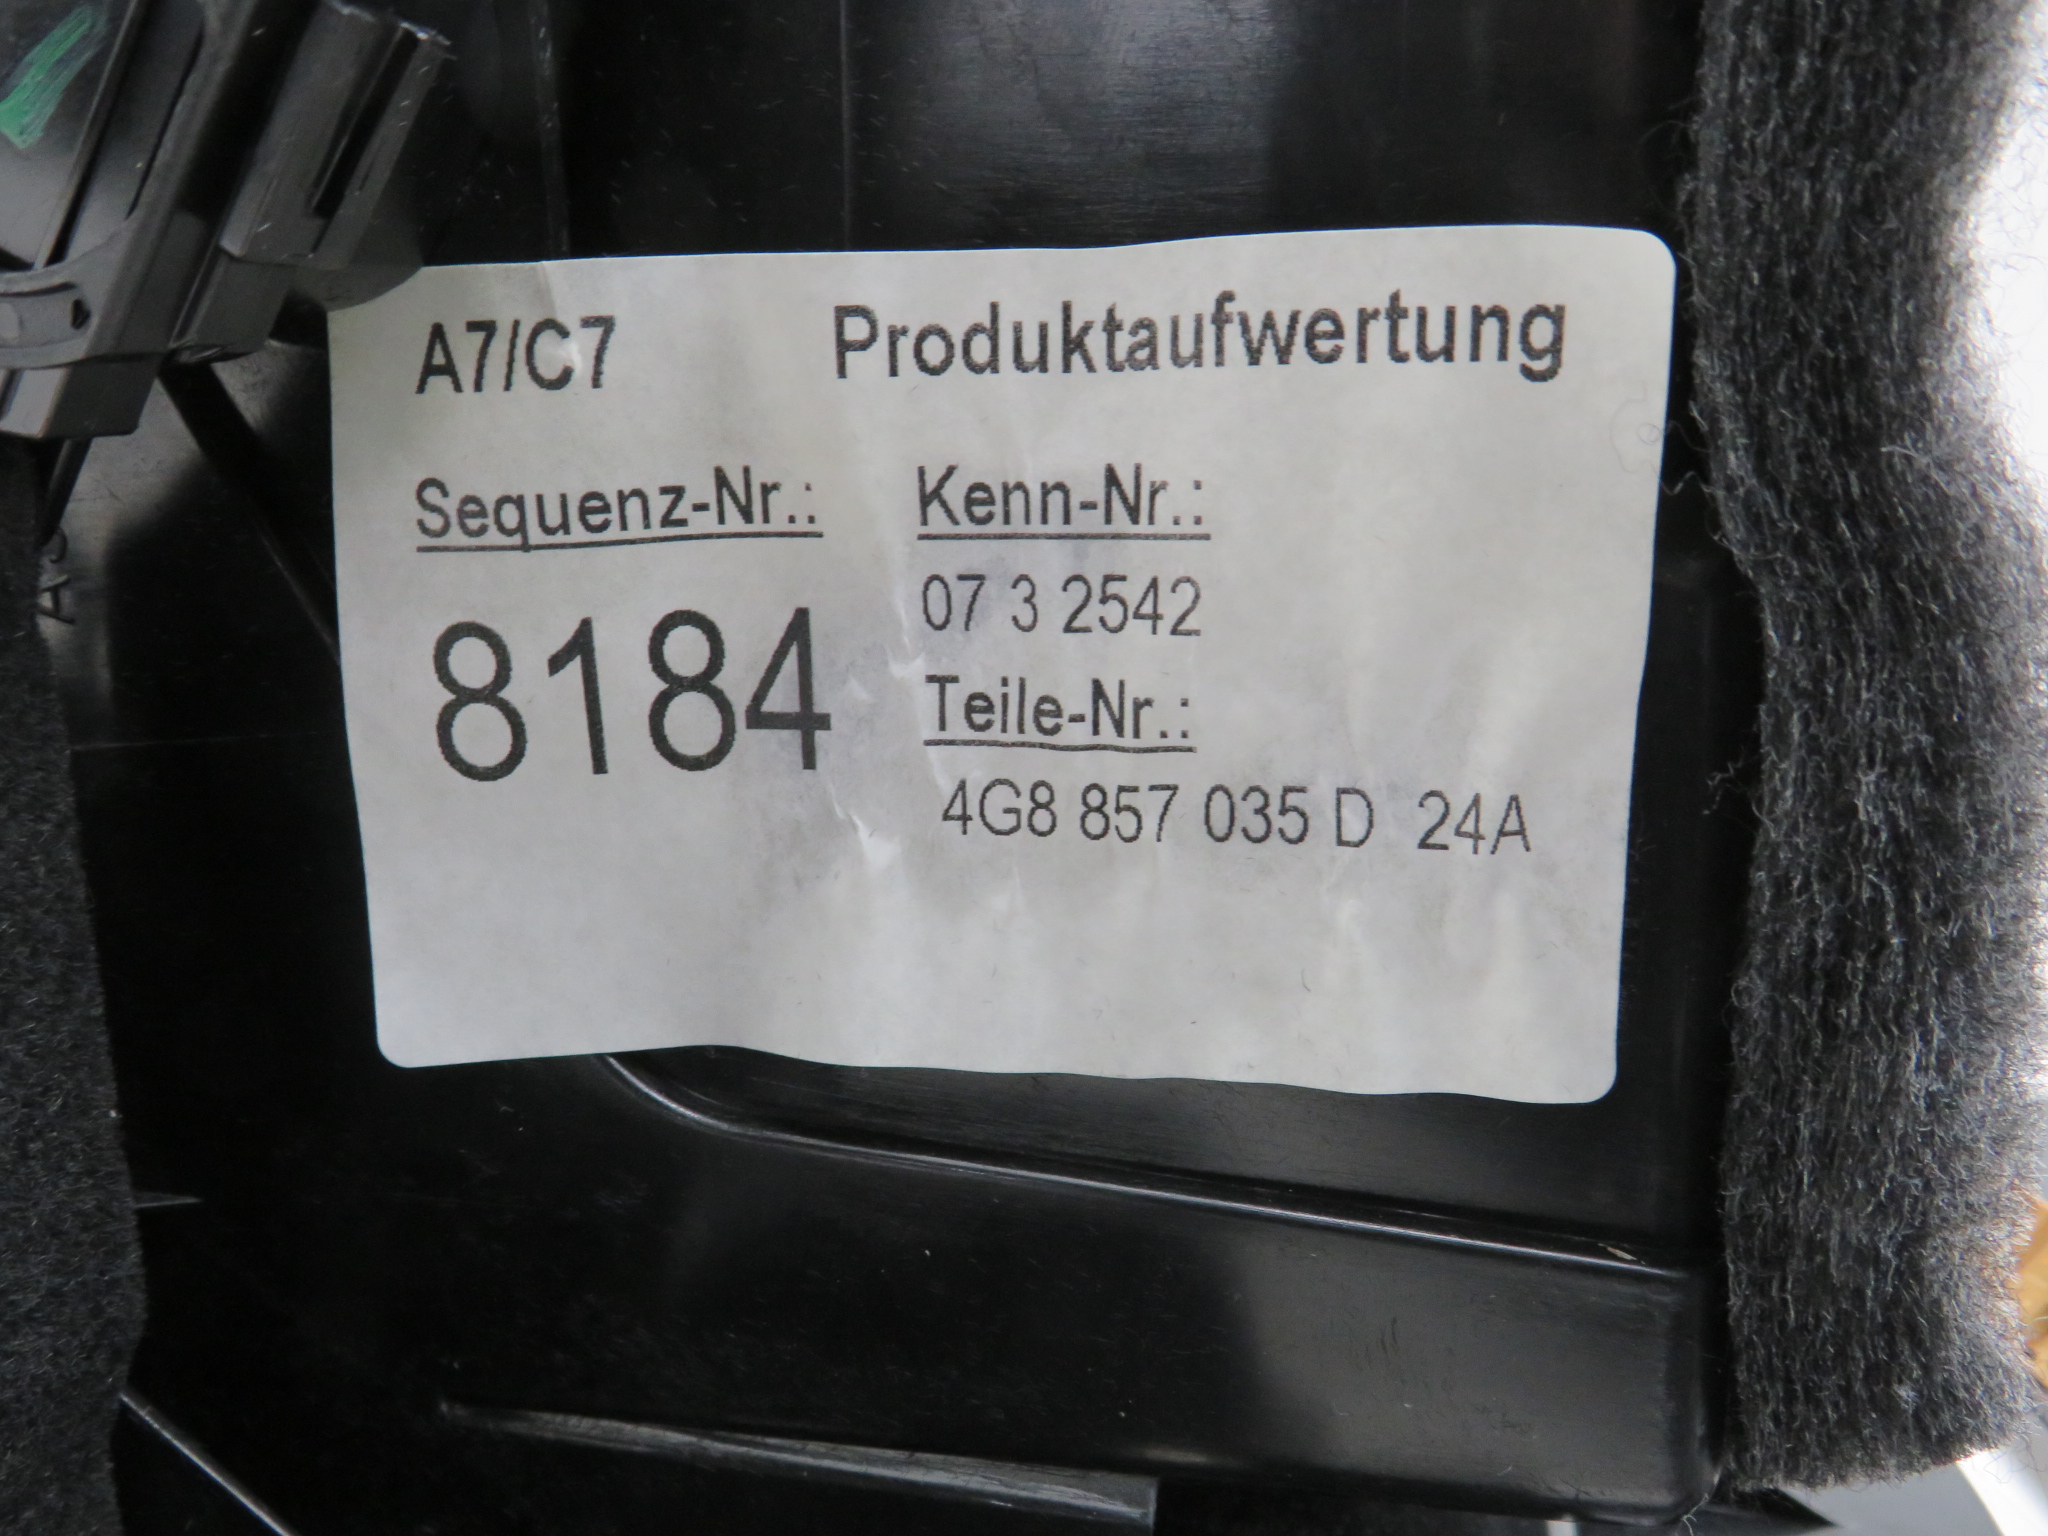 A7/C7 Produktaufwertung
Sequenz-Nr.: Kenn-Nr.:
8184
07 3 2542
Teile-Nr.:
4G8 857 035 D 24A